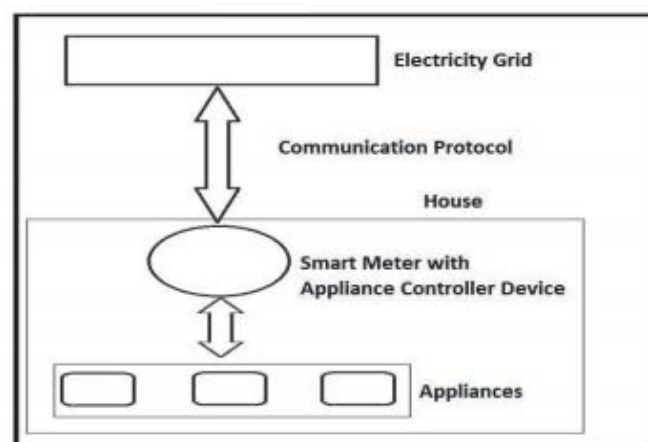 Electricity Grid
Communication Protocol
House
Smart Meter with
Appliance Controller Device
Appliances